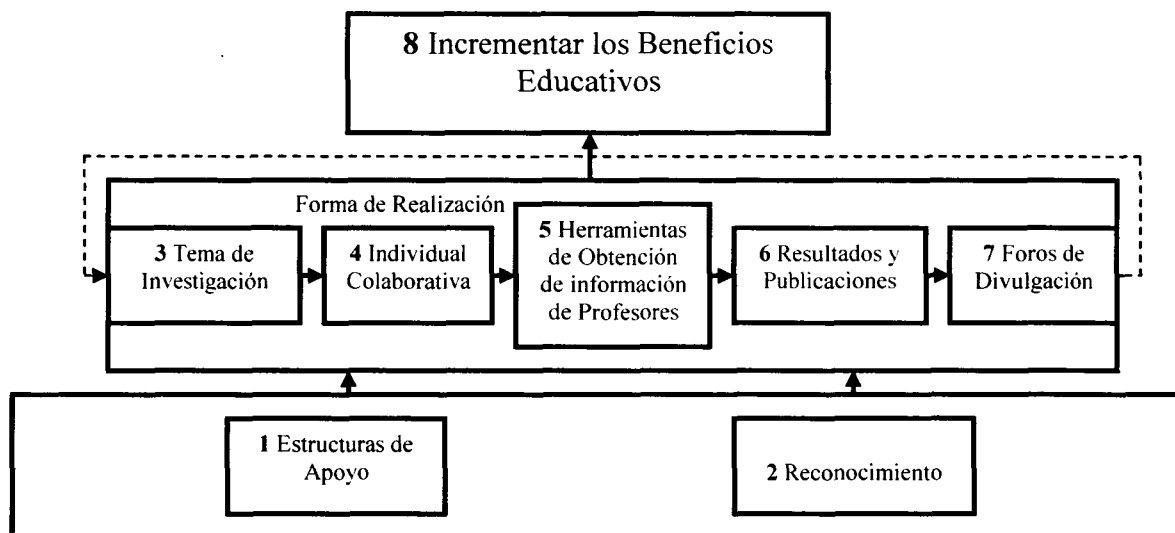 8 Incrementar los Beneficios
Educativos
Forma de Realización
3 Tema de
Investigación
4 Individual
Colaborativa
5 Herramientas
de Obtención
de información
de Profesores
6 Resultados y
Publicaciones
7 Foros de
Divulgación
1 Estructuras de
Apoyo
2 Reconocimiento